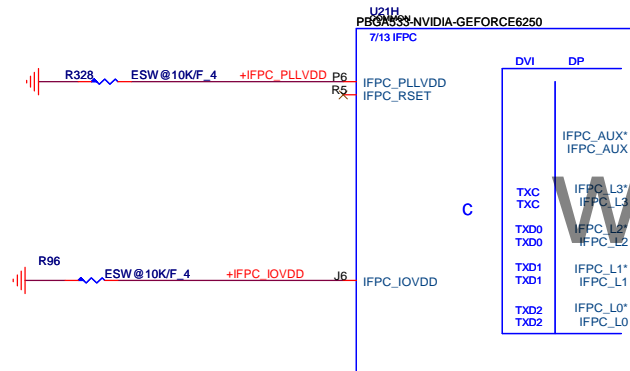 U21H
COMMON
PBGA533-NVIDIA-GEFORCE6250
7/13 IFPC
DVI DP
R328 ESW@10K/F_4 +IFPC_PLLVDD P6 IFPC_PLLVDD
R5 IFPC_RSET
IFPC_AUX*
IFPC_AUX
TXC IFPC_L3*
TXC IFPC_L3
C
TXD0 IFPC_L2*
TXD0 IFPC_L2
R96
TXD1 IFPC_L1*
TXD1 IFPC_L1
ESW@10K/F_4 +IFPC_IOVDD J6 IFPC_IOVDD
TXD2 IFPC_L0*
TXD2 IFPC_L0
W